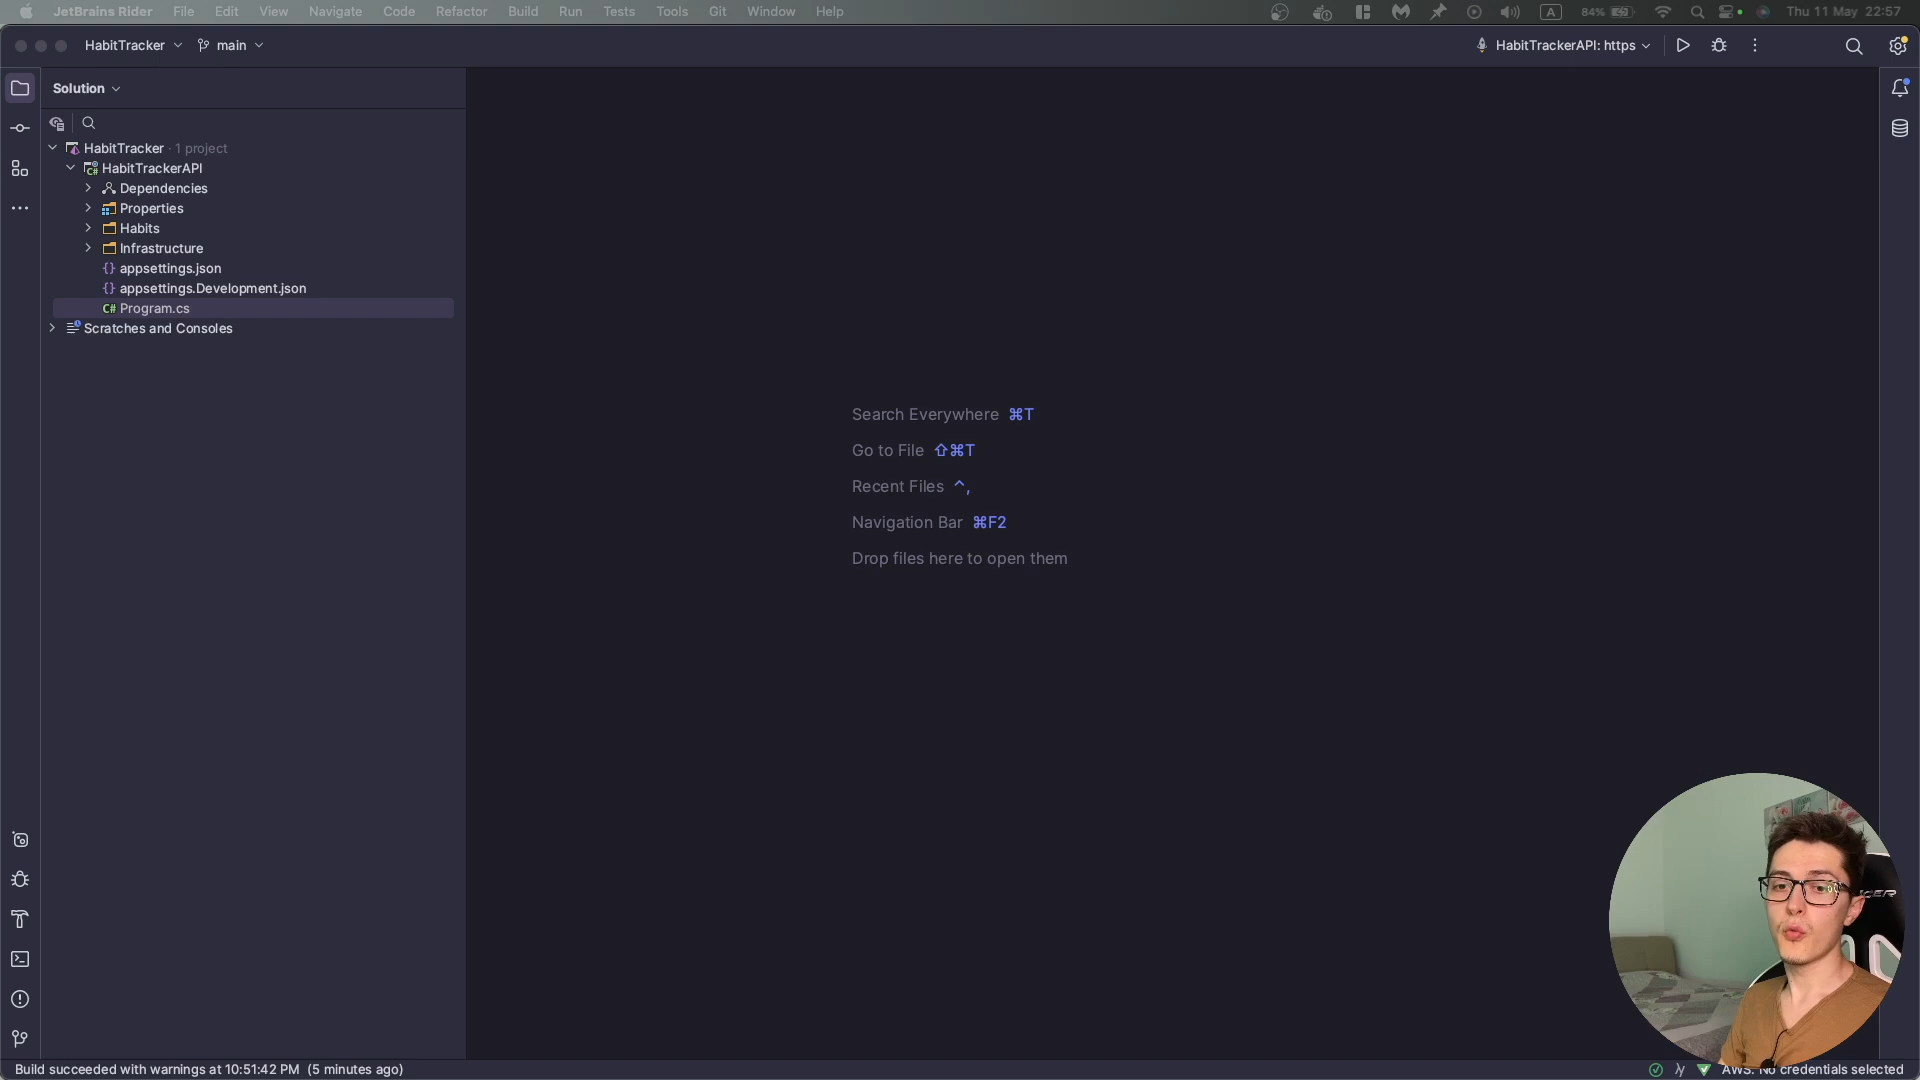 JetBrains Rider File Edit View Navigate Code Refactor Build Run Tests Tools Git Window Help A 84% Thu 11 May 22:57
HabitTracker main HabitTrackerAPI: https
Solution
HabitTracker · 1 project
HabitTrackerAPI
Dependencies
Properties
Habits
Infrastructure
{} appsettings.json
{} appsettings.Development.json
C# Program.cs
Scratches and Consoles
Search Everywhere ⌘T
Go to File ⇧⌘T
Recent Files ⌃,
Navigation Bar ⌘F2
Drop files here to open them
Build succeeded with warnings at 10:51:42 PM (5 minutes ago) AWS: No credentials selected